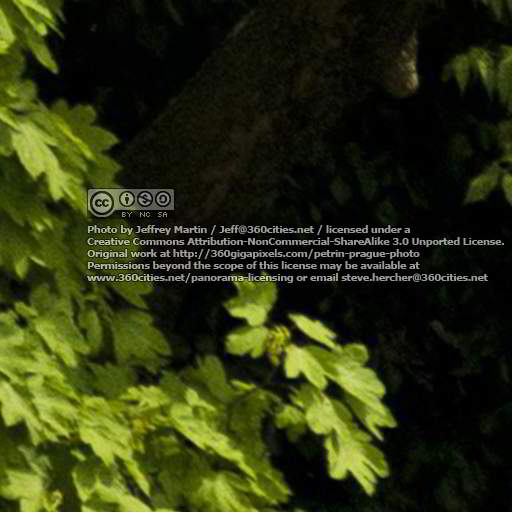 cc BY NC SA
Photo by Jeffrey Martin / Jeff@360cities.net / licensed under a
Creative Commons Attribution-NonCommercial-ShareAlike 3.0 Unported License.
Original work at http://360gigapixels.com/petrin-prague-photo
Permissions beyond the scope of this license may be available at
www.360cities.net/panorama-licensing or email steve.hercher@360cities.net